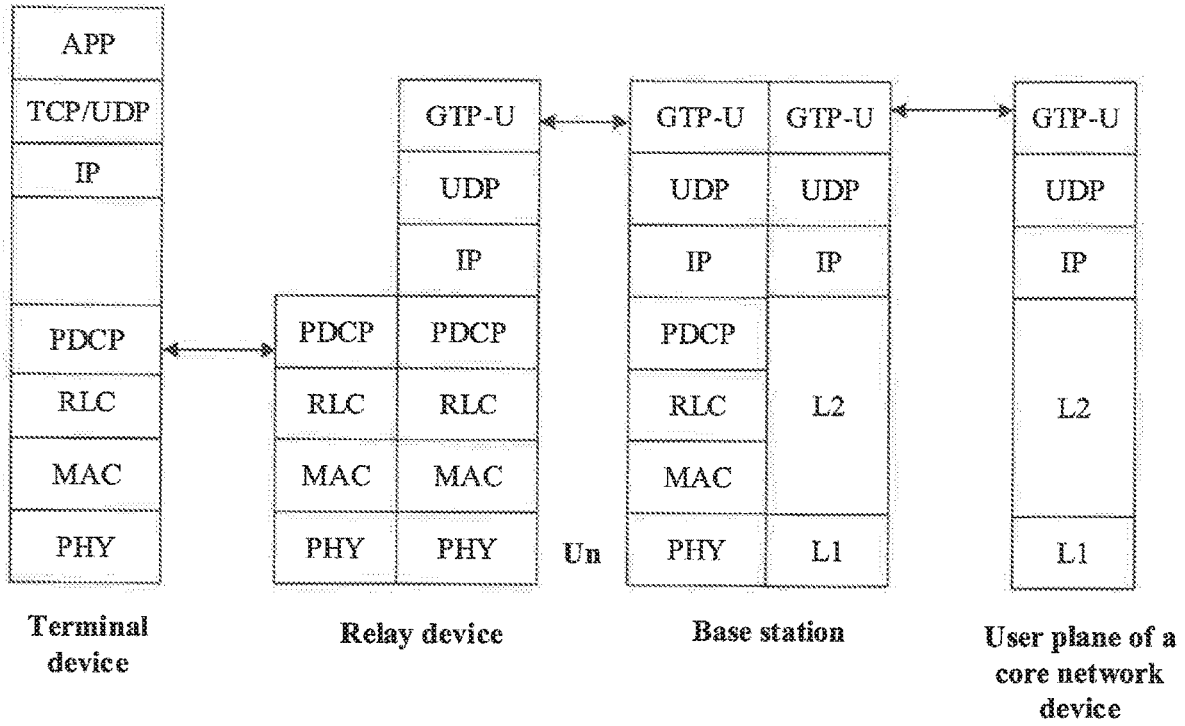 APP
TCP/UDP
IP
PDCP
RLC
MAC
PHY
Terminal
device
PDCP
RLC
MAC
PHY
GTP-U
UDP
IP
PDCP
RLC
MAC
PHY
Relay device
Un
GTP-U
UDP
IP
PDCP
RLC
MAC
PHY
GTP-U
UDP
IP
L2
L1
Base station
GTP-U
UDP
IP
L2
L1
User plane of a
core network
device